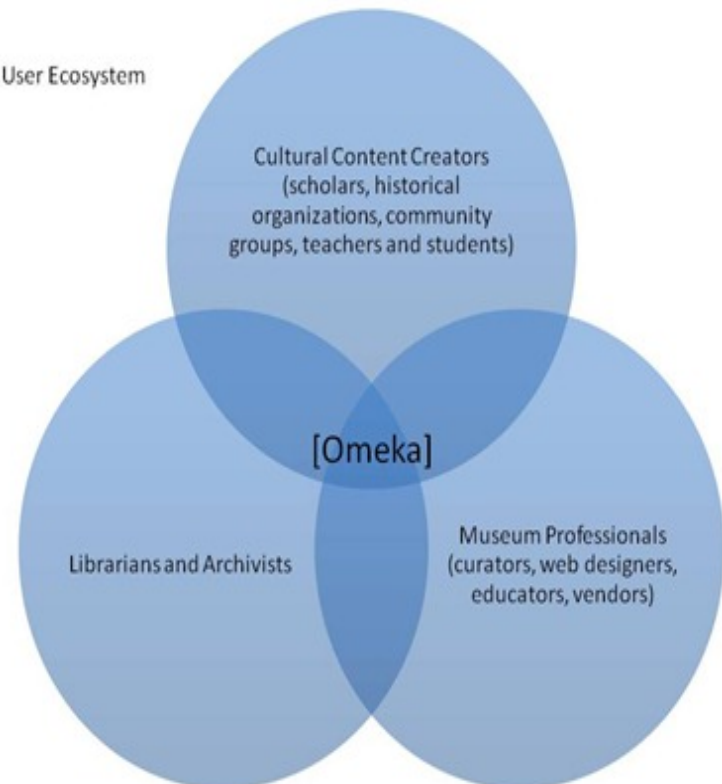 User Ecosystem
Cultural Content Creators
(scholars, historical
organizations, community
groups, teachers and students)
[Omeka]
Librarians and Archivists
Museum Professionals
(curators, web designers,
educators, vendors)